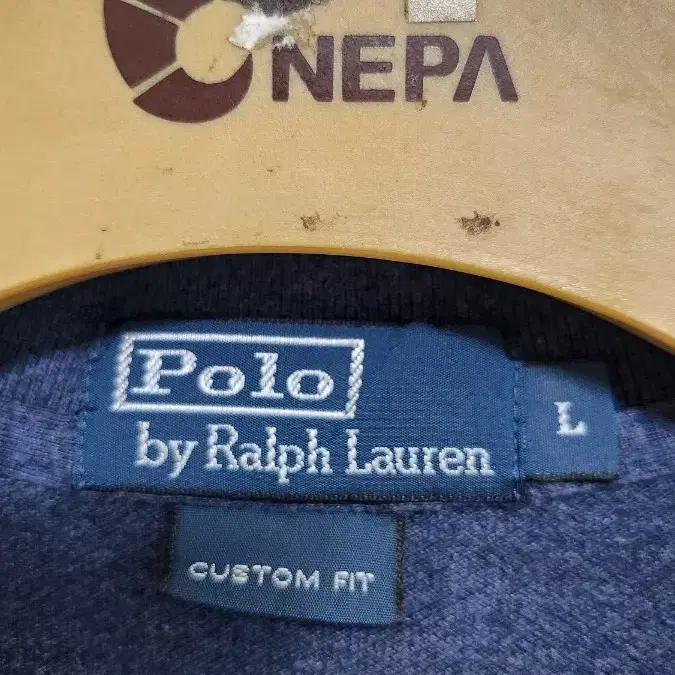 NEPA
Polo
by Ralph Lauren
L
CUSTOM FIT